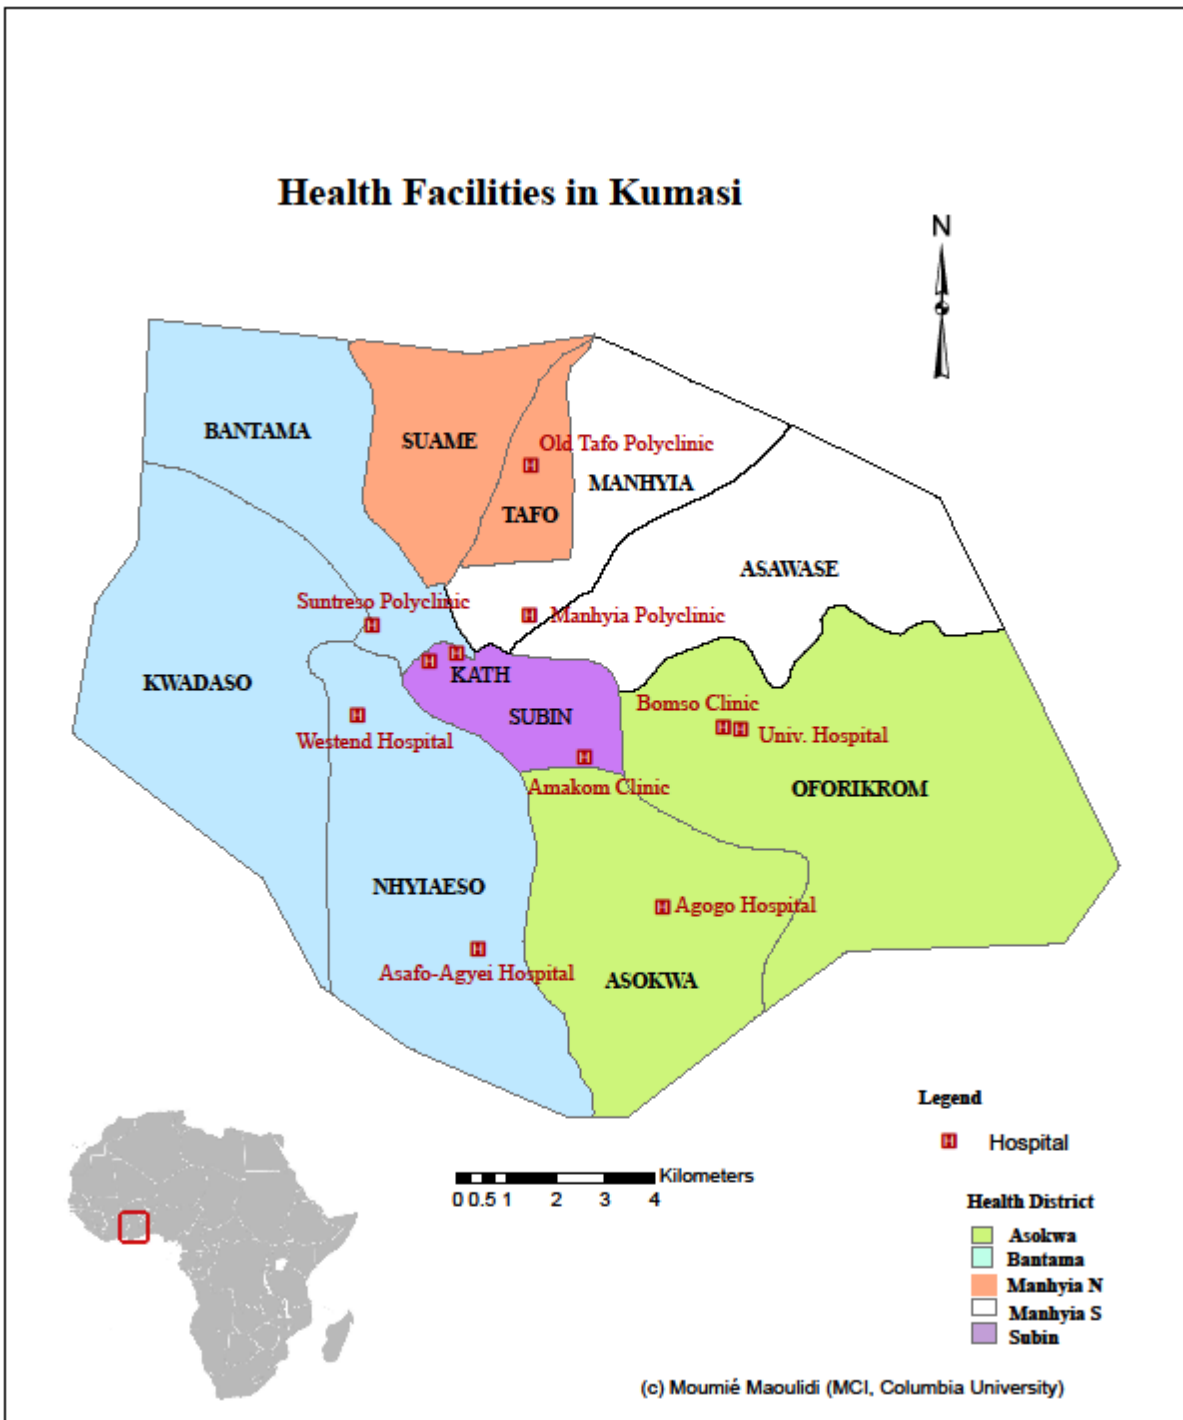 Health Facilities in Kumasi
N
BANTAMA
SUAME
Old Tafo Polyclinic
H
MANHYIA
TAFO
ASAWASE
Suntreso Polyclinic
H
H
Manhyia Polyclinic
H
H
KATH
KWADASO
SUBIN
Bomso Clinic
H
Westend Hospital
H
H
Univ. Hospital
H
Amakom Clinic
OFORIKROM
NHYIAESO
H
Agogo Hospital
H
Asafo-Agyei Hospital
ASOKWA
Legend
H
Hospital
Kilometers
0 0.5 1 2 3 4
Health District
Asokwa
Bantama
Manhyia N
Manhyia S
Subin
(c) Moumié Maoulidi (MCI, Columbia University)